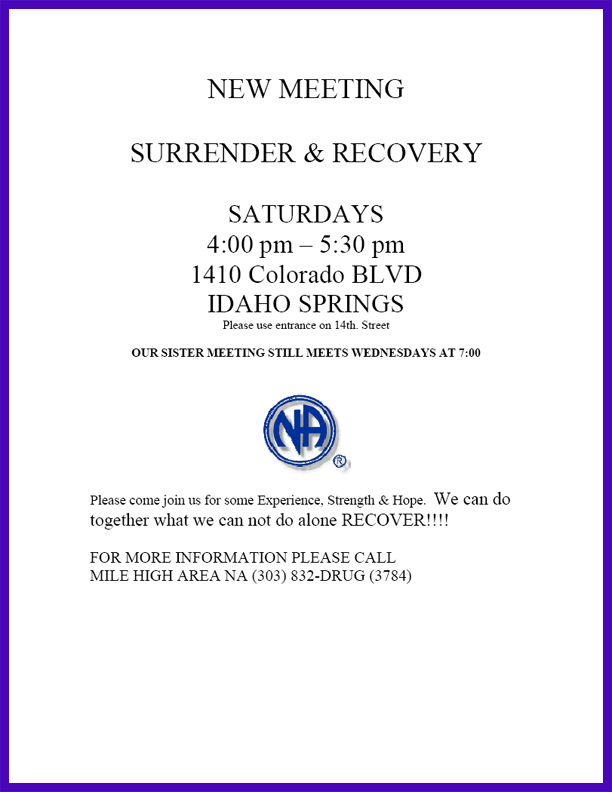 NEW MEETING
SURRENDER & RECOVERY
SATURDAYS
4:00 pm – 5:30 pm
1410 Colorado BLVD
IDAHO SPRINGS
Please use entrance on 14th. Street
OUR SISTER MEETING STILL MEETS WEDNESDAYS AT 7:00
NA
®
Please come join us for some Experience, Strength & Hope. We can do
together what we can not do alone RECOVER!!!!
FOR MORE INFORMATION PLEASE CALL
MILE HIGH AREA NA (303) 832-DRUG (3784)